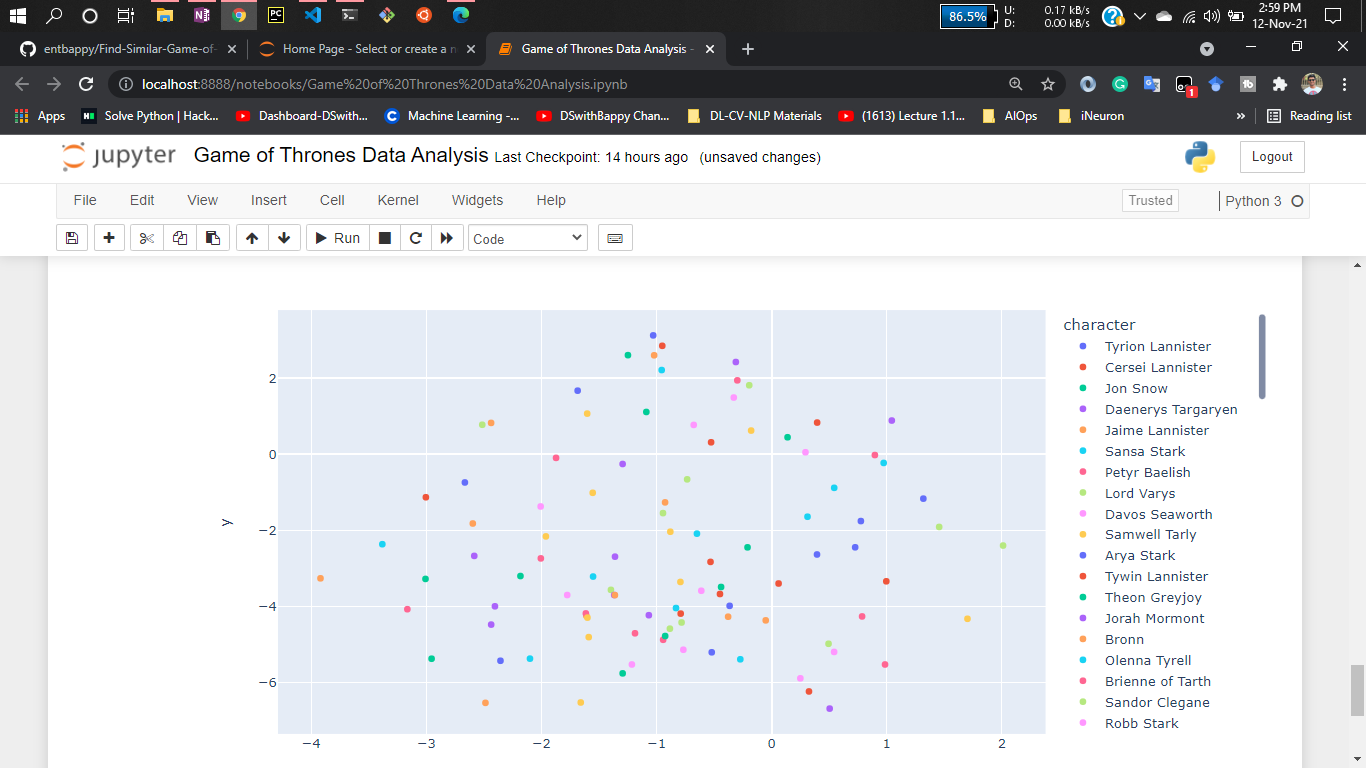 86.5%
U: 0.17 kB/s
D: 0.00 kB/s
2:59 PM
12-Nov-21
entbappy/Find-Similar-Game-of-
Home Page - Select or create a n
Game of Thrones Data Analysis -
localhost:8888/notebooks/Game%20of%20Thrones%20Data%20Analysis.ipynb
1
Apps
Solve Python | Hack...
Dashboard-DSwith...
Machine Learning -...
DSwithBappy Chan...
DL-CV-NLP Materials
(1613) Lecture 1.1...
AIOps
iNeuron
»
Reading list
jupyter Game of Thrones Data Analysis Last Checkpoint: 14 hours ago (unsaved changes)
Logout
File Edit View Insert Cell Kernel Widgets Help
Trusted
Python 3
Run
Code
character
Tyrion Lannister
Cersei Lannister
Jon Snow
Daenerys Targaryen
Jaime Lannister
Sansa Stark
Petyr Baelish
Lord Varys
Davos Seaworth
Samwell Tarly
Arya Stark
Tywin Lannister
Theon Greyjoy
Jorah Mormont
Bronn
Olenna Tyrell
Brienne of Tarth
Sandor Clegane
Robb Stark
2
0
−2
−4
−6
y
−4 −3 −2 −1 0 1 2